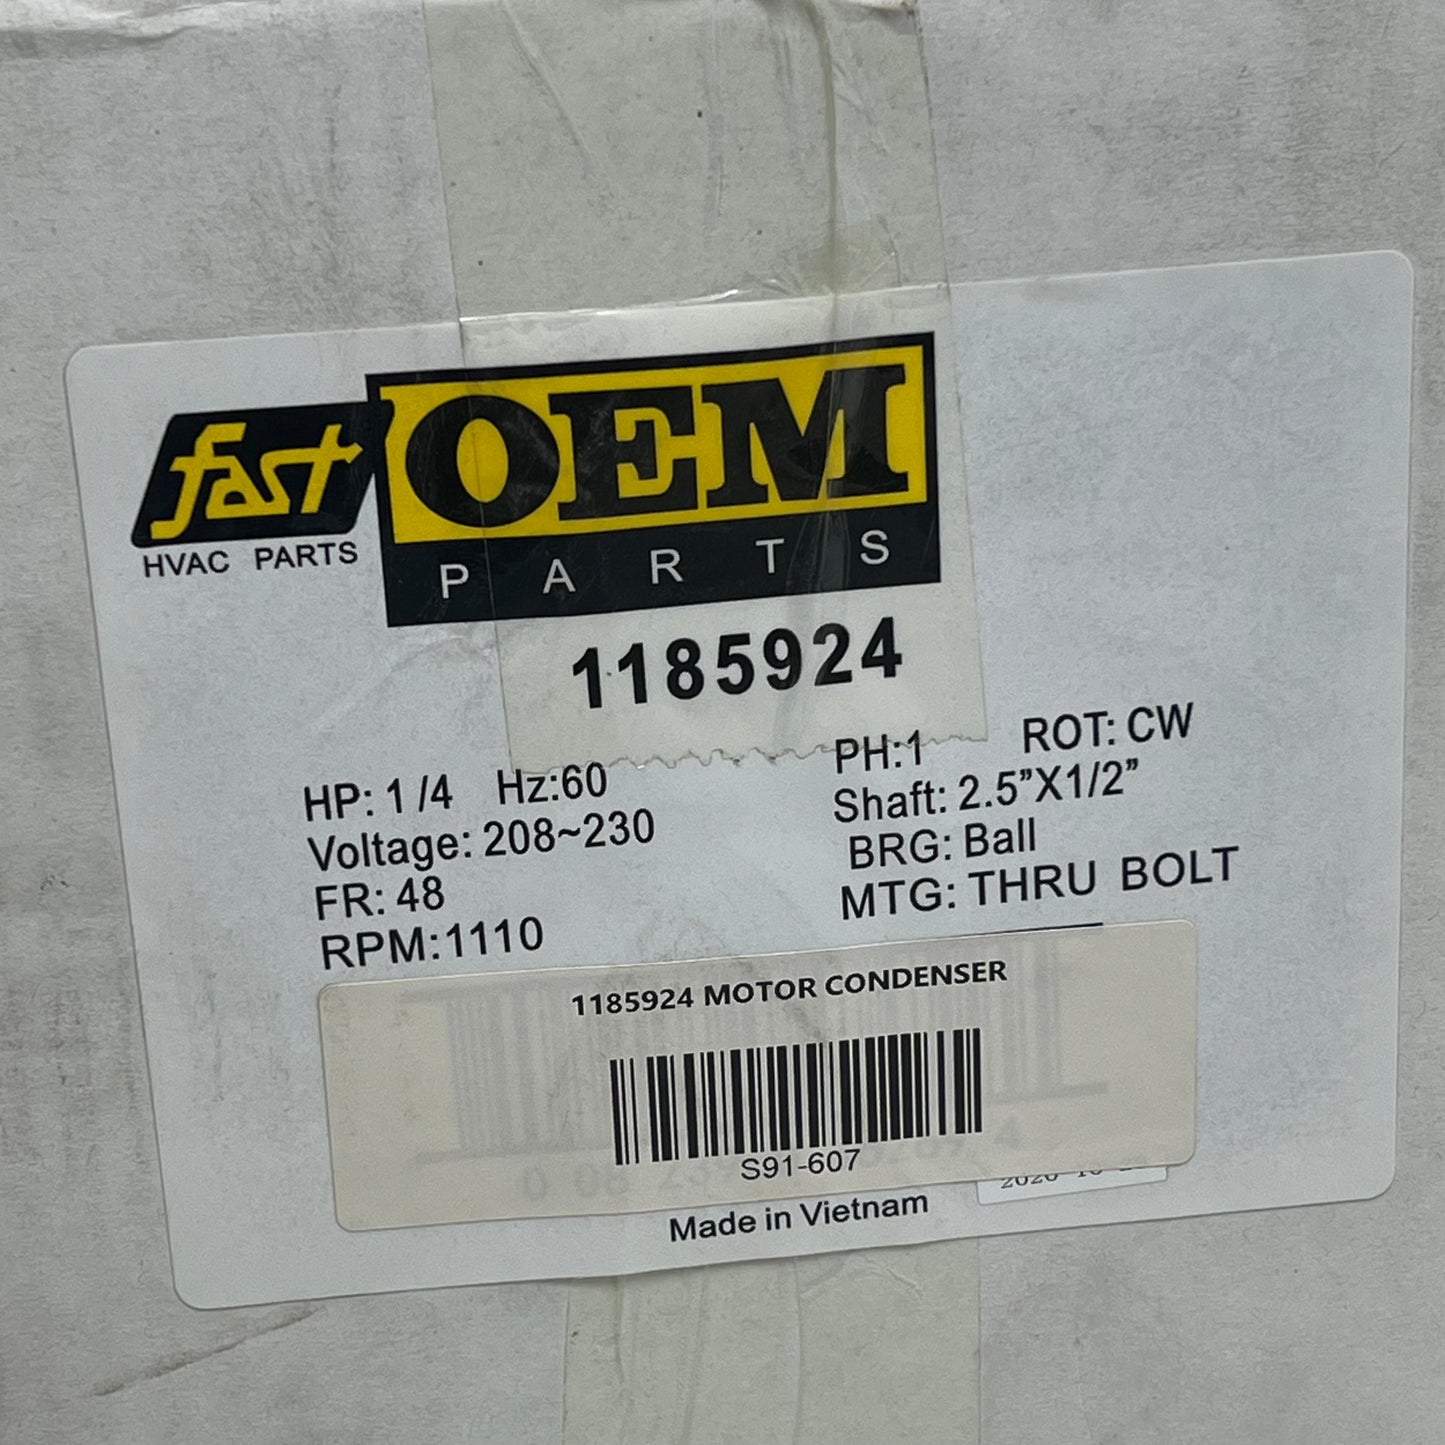 fast OEM
HVAC PARTS
PARTS
1185924
HP: 1/4 Hz:60
Voltage: 208~230
FR: 48
RPM:1110
PH:1 ROT: CW
Shaft: 2.5”X1/2”
BRG: Ball
MTG: THRU BOLT
1185924 MOTOR CONDENSER
S91-607
Made in Vietnam